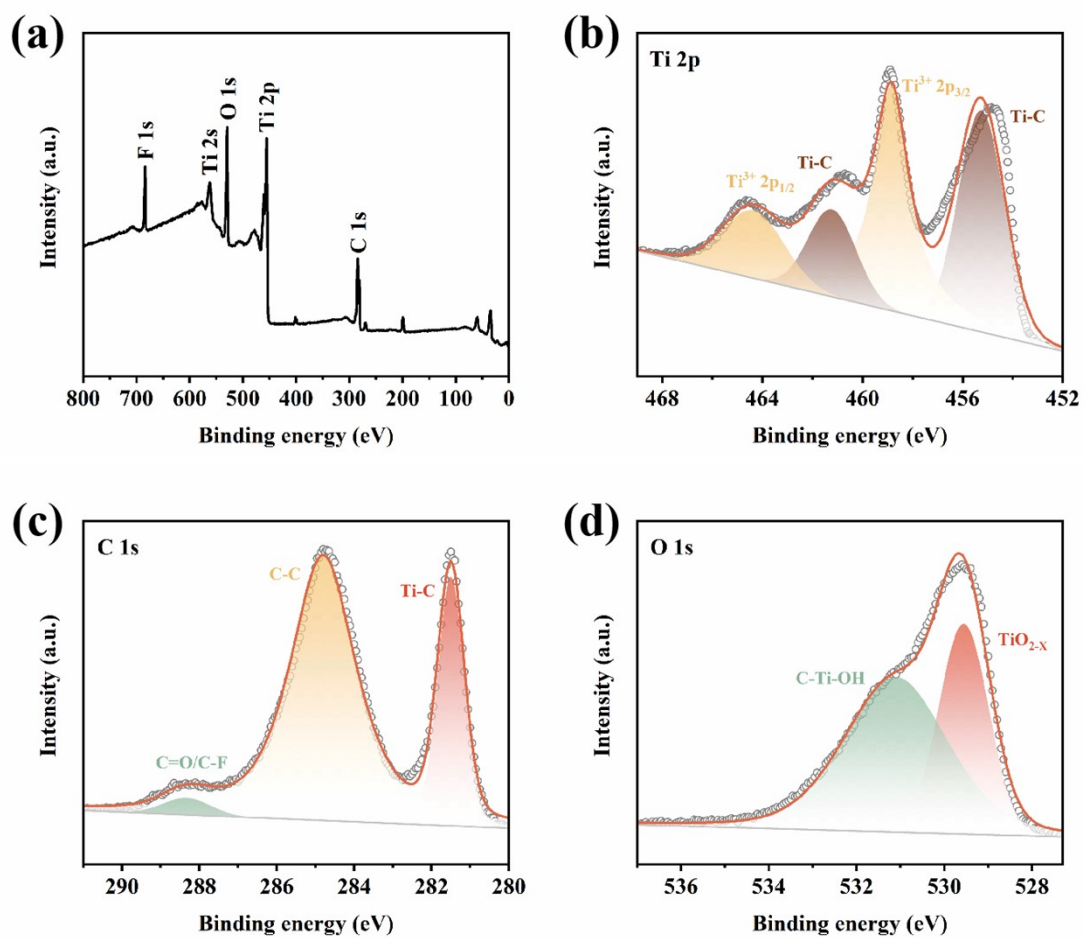 (a)
F 1s
Ti 2s
O 1s
Ti 2p
C 1s
Intensity (a.u.)
800 700 600 500 400 300 200 100 0
Binding energy (eV)
(b)
Ti 2p
Ti³⁺ 2p₁/₂
Ti-C
Ti³⁺ 2p₃/₂
Ti-C
Intensity (a.u.)
468 464 460 456 452
Binding energy (eV)
(c)
C 1s
C=O/C-F
C-C
Ti-C
Intensity (a.u.)
290 288 286 284 282 280
Binding energy (eV)
(d)
O 1s
C-Ti-OH
TiO₂₋ₓ
Intensity (a.u.)
536 534 532 530 528
Binding energy (eV)